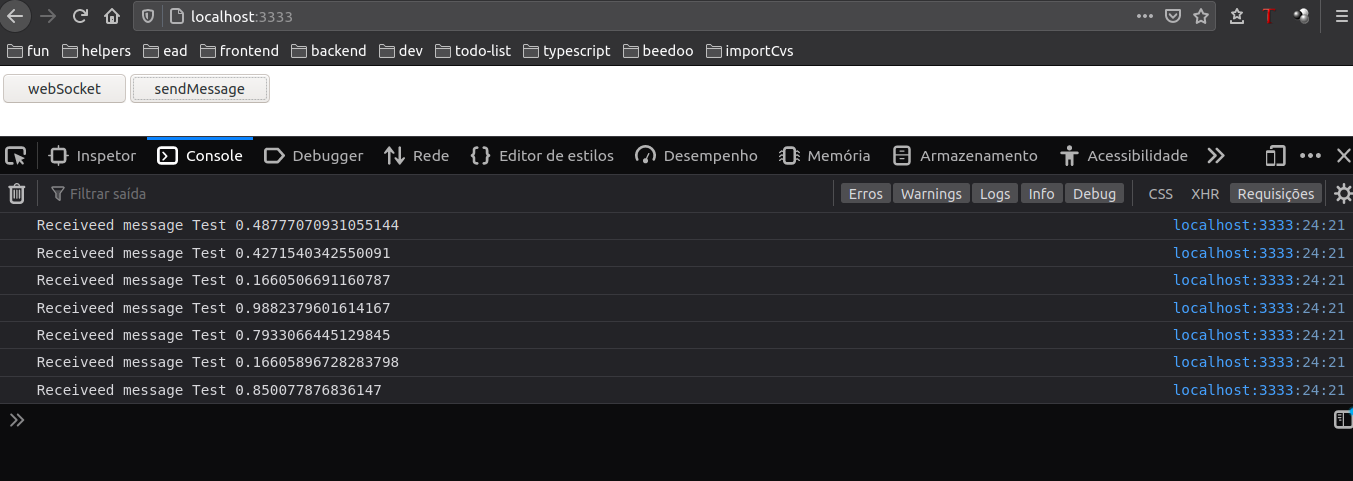 localhost:3333
fun helpers ead frontend backend dev todo-list typescript beedoo importCvs
webSocket sendMessage
Inspetor Console Debugger Rede Editor de estilos Desempenho Memória Armazenamento Acessibilidade
Filtrar saída Erros Warnings Logs Info Debug CSS XHR Requisições
Receiveed message Test 0.48777070931055144 localhost:3333:24:21
Receiveed message Test 0.4271540342550091 localhost:3333:24:21
Receiveed message Test 0.1660506691160787 localhost:3333:24:21
Receiveed message Test 0.9882379601614167 localhost:3333:24:21
Receiveed message Test 0.7933066445129845 localhost:3333:24:21
Receiveed message Test 0.16605896728283798 localhost:3333:24:21
Receiveed message Test 0.850077876836147 localhost:3333:24:21